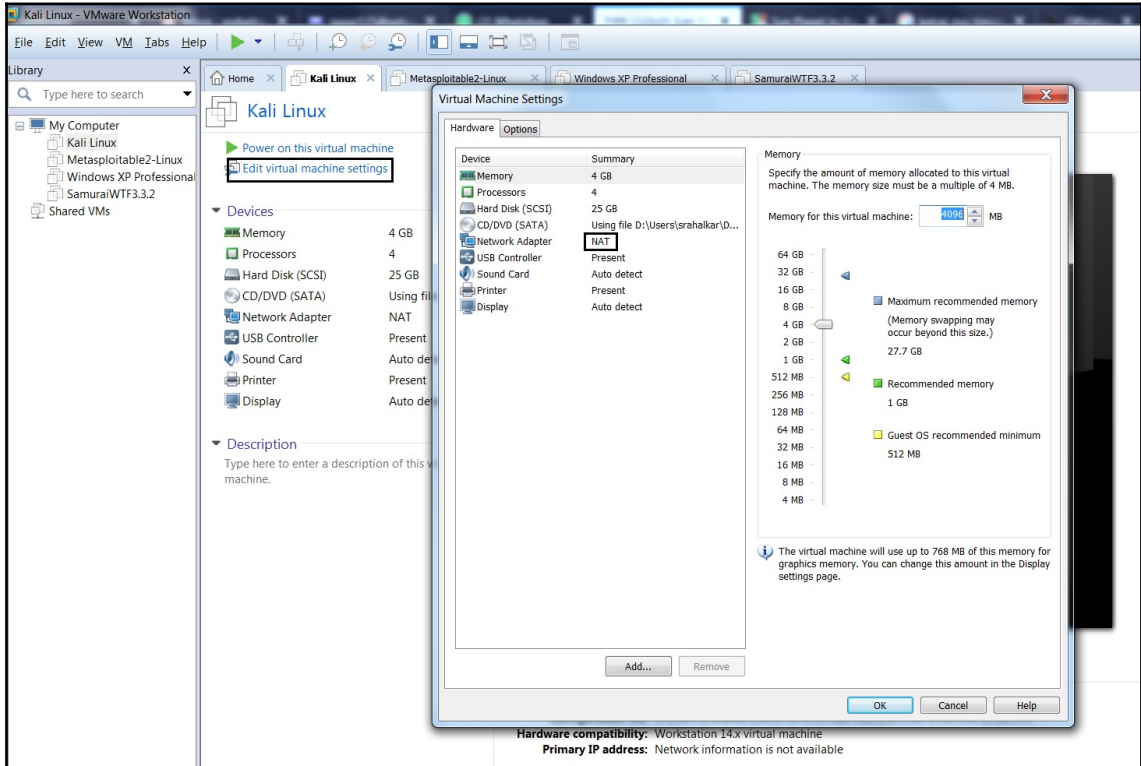 Kali Linux - VMware Workstation
File Edit View VM Tabs Help
Library X
Type here to search
My Computer
Kali Linux
Metasploitable2-Linux
Windows XP Professional
SamuraiWTF3.3.2
Shared VMs
Home Kali Linux Metasploitable2-Linux Windows XP Professional SamuraiWTF3.3.2
Kali Linux
Power on this virtual machine
Edit virtual machine settings
Devices
Memory 4 GB
Processors 4
Hard Disk (SCSI) 25 GB
CD/DVD (SATA) Using
Network Adapter NAT
USB Controller Present
Sound Card Auto
Printer Present
Display Auto
Description
Type here to enter a description of this
machine.
Virtual Machine Settings
Hardware Options
Device Summary
Memory 4 GB
Processors 4
Hard Disk (SCSI) 25 GB
CD/DVD (SATA) Using file D:\Users\srahalkar\D...
Network Adapter NAT
USB Controller Present
Sound Card Auto detect
Printer Present
Display Auto detect
Add... Remove
Memory
Specify the amount of memory allocated to this virtual
machine. The memory size must be a multiple of 4 MB.
Memory for this virtual machine: 4096 MB
64 GB
32 GB
16 GB
8 GB
4 GB
2 GB
1 GB
512 MB
256 MB
128 MB
64 MB
32 MB
16 MB
8 MB
4 MB
Maximum recommended memory
(Memory swapping may
occur beyond this size.)
27.7 GB
Recommended memory
1 GB
Guest OS recommended minimum
512 MB
The virtual machine will use up to 768 MB of this memory for
graphics memory. You can change this amount in the Display
settings page.
OK Cancel Help
Hardware compatibility: Workstation 14.x virtual machine
Primary IP address: Network information is not available